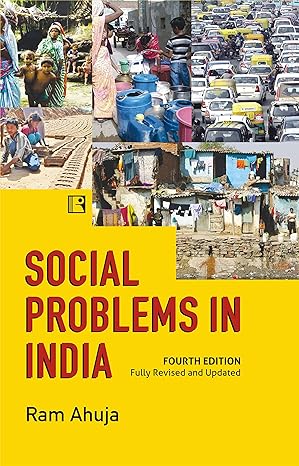 SOCIAL
PROBLEMS IN
INDIA
FOURTH EDITION
Fully Revised and Updated
Ram Ahuja